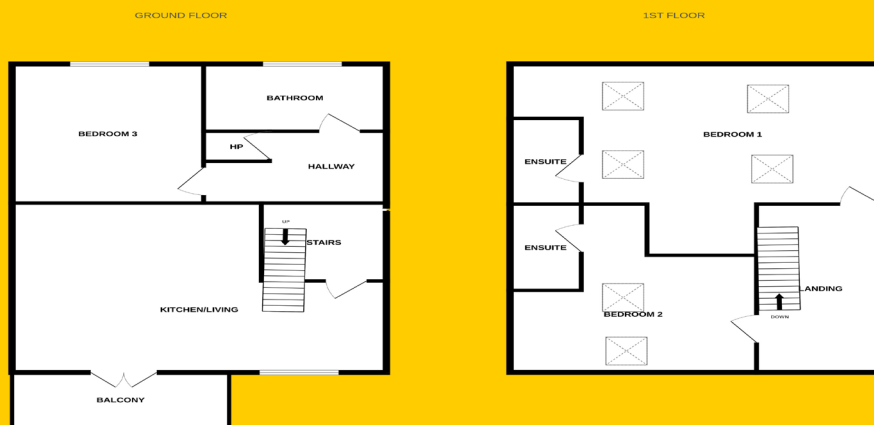 GROUND FLOOR
1ST FLOOR
BATHROOM
BEDROOM 3
HP
HALLWAY
UP
STAIRS
KITCHEN/LIVING
BALCONY
BEDROOM 1
ENSUITE
ENSUITE
LANDING
BEDROOM 2
DOWN